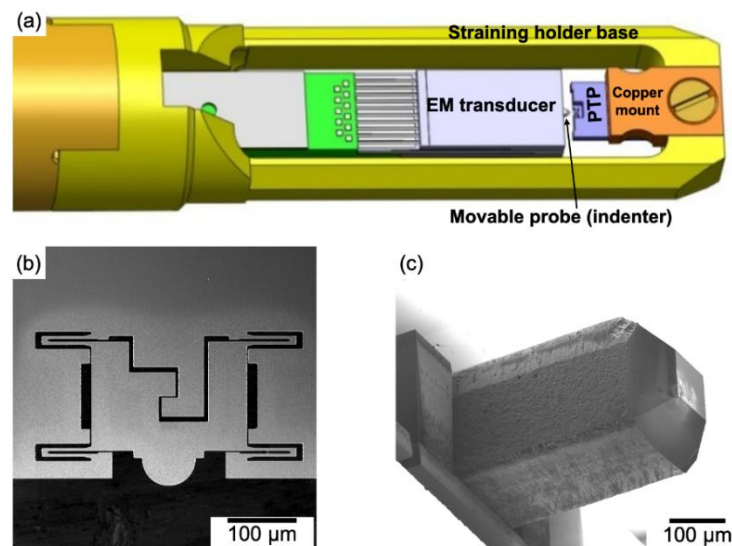 (a)
Straining holder base
EM transducer
PTP
Copper
mount
Movable probe (indenter)
(b)
100 µm
(c)
100 µm